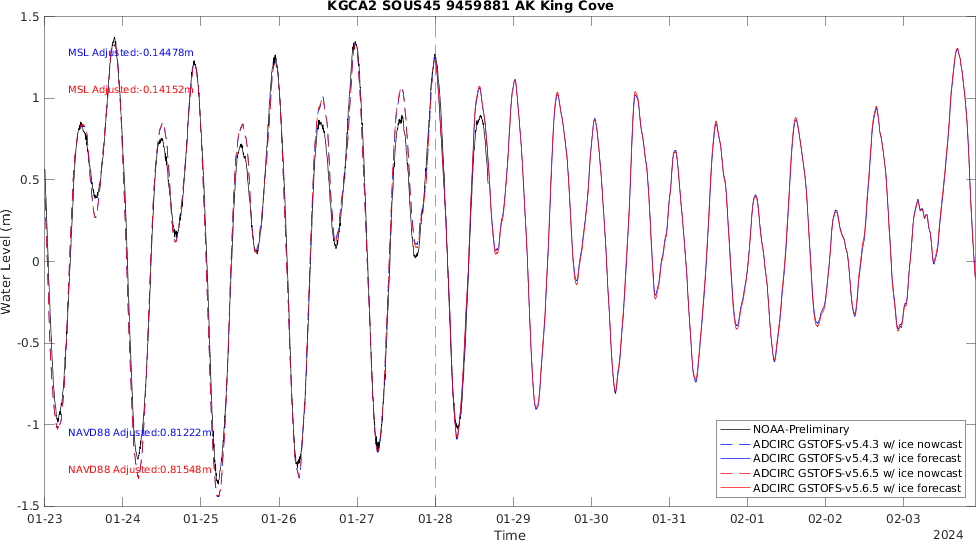 KGCA2 SOUS45 9459881 AK King Cove
MSL Adjusted:-0.14478m
MSL Adjusted:-0.14152m
NAVD88 Adjusted:0.81222m
NAVD88 Adjusted:0.81548m
Water Level (m)
1.5
1
0.5
0
-0.5
-1
-1.5
NOAA-Preliminary
ADCIRC GSTOFS-v5.4.3 w/ ice nowcast
ADCIRC GSTOFS-v5.4.3 w/ ice forecast
ADCIRC GSTOFS-v5.6.5 w/ ice nowcast
ADCIRC GSTOFS-v5.6.5 w/ ice forecast
01-23 01-24 01-25 01-26 01-27 01-28 01-29 01-30 01-31 02-01 02-02 02-03
Time
2024